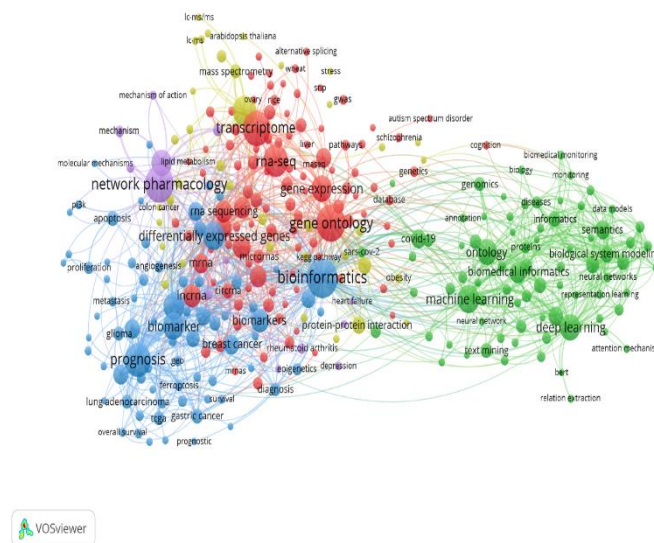 lc-ms/ms
arabidopsis thaliana
lc-ms
alternative splicing
mass spectrometry
wheat
stress
snp
mechanism of action
ovary
rice
gwas
autism spectrum disorder
transcriptome
mechanism
liver
pathways
schizophrenia
cognition
biomedical monitoring
molecular mechanisms
lipid metabolism
rna-seq
rnaseq
genetics
biology
monitoring
network pharmacology
gene expression
genomics
diseases
data models
pi3k
colon cancer
rna sequencing
database
annotation
informatics
apoptosis
gene ontology
semantics
differentially expressed genes
covid-19
proteins
ontology
biological system modeling
angiogenesis
micrornas
kegg pathway
sars-cov-2
biomedical informatics
proliferation
mrna
bioinformatics
obesity
neural networks
metastasis
lncrna
circrna
heart failure
machine learning
representation learning
glioma
biomarker
biomarkers
protein-protein interaction
neural network
deep learning
prognosis
geo
breast cancer
rheumatoid arthritis
text mining
attention mechanis
mrnas
epigenetics
depression
ferroptosis
bert
lung adenocarcinoma
survival
diagnosis
relation extraction
tcga
gastric cancer
overall survival
prognostic
VOSviewer